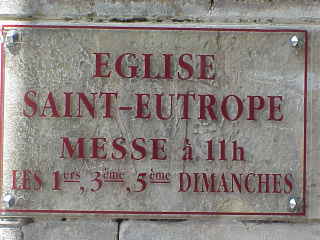 EGLISE
SAINT-EUTROPE
MESSE à 11h
LES 1ers, 3ème, 5ème DIMANCHES